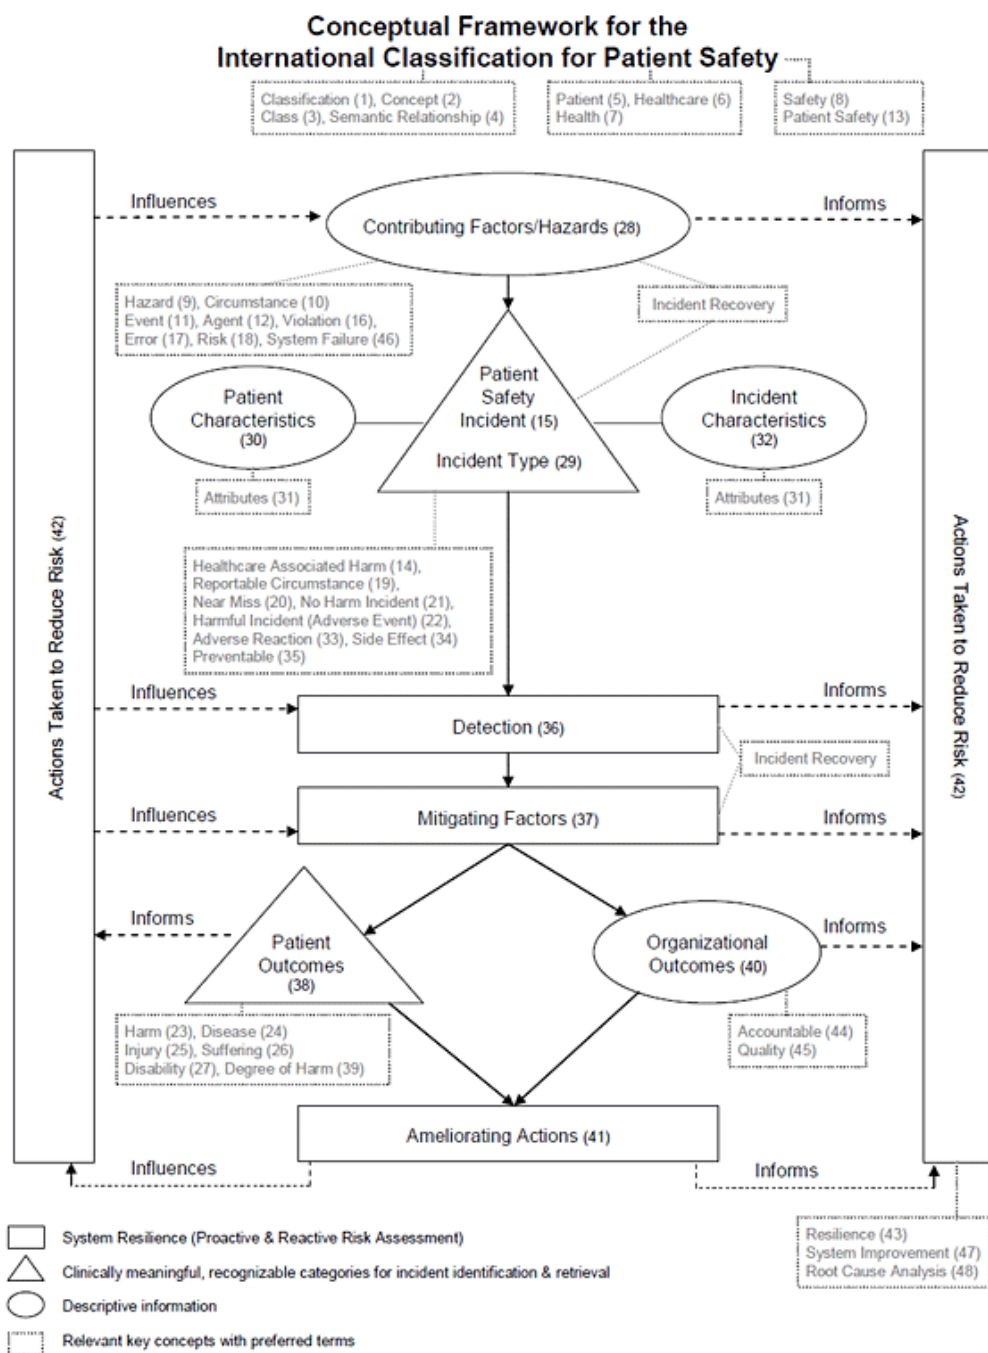 Conceptual Framework for the
International Classification for Patient Safety
Classification (1), Concept (2)
Class (3), Semantic Relationship (4)
Patient (5), Healthcare (6)
Health (7)
Safety (8)
Patient Safety (13)
Influences
Contributing Factors/Hazards (28)
Informs
Hazard (9), Circumstance (10)
Event (11), Agent (12), Violation (16),
Error (17), Risk (18), System Failure (46)
Incident Recovery
Patient
Characteristics
(30)
Patient
Safety
Incident (15)
Incident Type (29)
Incident
Characteristics
(32)
Attributes (31)
Attributes (31)
Actions Taken to Reduce Risk (42)
Actions Taken to Reduce Risk (42)
Healthcare Associated Harm (14),
Reportable Circumstance (19),
Near Miss (20), No Harm Incident (21),
Harmful Incident (Adverse Event) (22),
Adverse Reaction (33), Side Effect (34)
Preventable (35)
Influences
Detection (36)
Informs
Incident Recovery
Influences
Mitigating Factors (37)
Informs
Informs
Patient
Outcomes
(38)
Organizational
Outcomes (40)
Informs
Harm (23), Disease (24)
Injury (25), Suffering (26)
Disability (27), Degree of Harm (39)
Accountable (44)
Quality (45)
Ameliorating Actions (41)
Influences
Informs
Resilience (43)
System Improvement (47)
Root Cause Analysis (48)
System Resilience (Proactive & Reactive Risk Assessment)
Clinically meaningful, recognizable categories for incident identification & retrieval
Descriptive information
Relevant key concepts with preferred terms